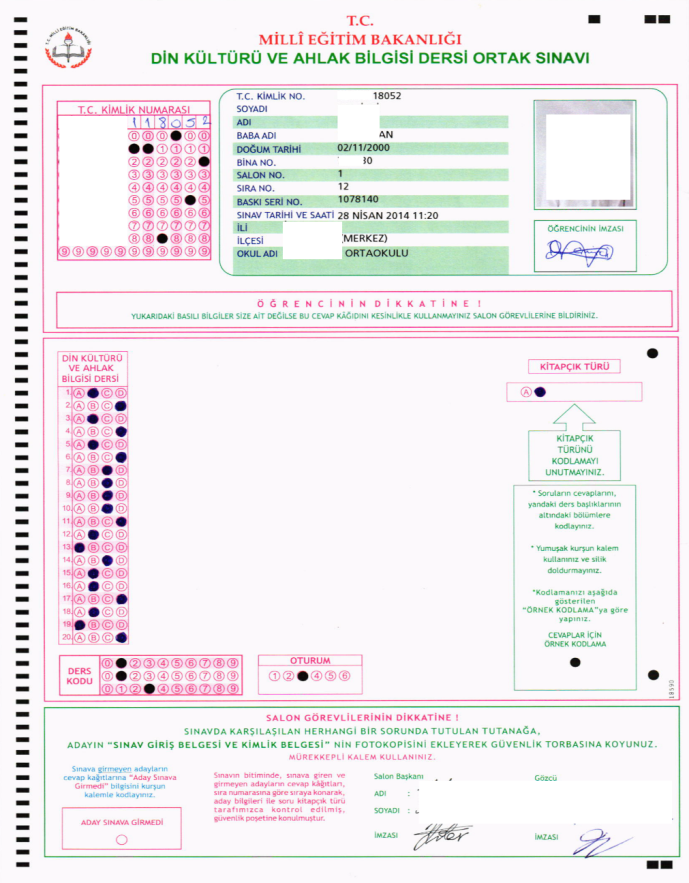 T.C.
MİLLÎ EĞİTİM BAKANLIĞI
DİN KÜLTÜRÜ VE AHLAK BİLGİSİ DERSİ ORTAK SINAVI
T.C. KİMLİK NUMARASI
1 1 8 0 5 2
T.C. KİMLİK NO. 18052
SOYADI
ADI
BABA ADI AN
DOĞUM TARİHİ 02/11/2000
BİNA NO. 30
SALON NO. 1
SIRA NO. 12
BASKI SERİ NO. 1078140
SINAV TARİHİ VE SAATİ 28 NİSAN 2014 11:20
İLİ
İLÇESİ (MERKEZ)
OKUL ADI ORTAOKULU
ÖĞRENCİNİN İMZASI
ÖĞRENCİNİN DİKKATİNE !
YUKARIDAKİ BASILI BİLGİLER SİZE AİT DEĞİLSE BU CEVAP KÂĞIDINI KESİNLİKLE KULLANMAYINIZ SALON GÖREVLİLERİNE BİLDİRİNİZ.
DİN KÜLTÜRÜ
VE AHLAK
BİLGİSİ DERSİ
1. A C D
2. A B C
3. A C D
4. A B C
5. A C D
6. A B C
7. A B D
8. A B D
9. A B D
10. A B D
11. A B C
12. A C D
13. B C D
14. A B D
15. A C D
16. A C D
17. A B C
18. A C D
19. B C D
20. A B C
DERS
KODU
0 2 3 4 5 6 7 8 9
0 2 3 4 5 6 7 8 9
0 1 2 4 5 6 7 8 9
OTURUM
1 2 4 5 6
KİTAPÇIK TÜRÜ
A
KİTAPÇIK
TÜRÜNÜ
KODLAMAYI
UNUTMAYINIZ.
* Soruların cevaplarını,
yandaki ders başlıklarının
altındaki bölümlere
kodlayınız.
* Yumuşak kurşun kalem
kullanınız ve silik
doldurmayınız.
*Kodlamanızı aşağıda
gösterilen
"ÖRNEK KODLAMA"ya göre
yapınız.
CEVAPLAR İÇİN
ÖRNEK KODLAMA
18590
SALON GÖREVLİLERİNİN DİKKATİNE !
SINAVDA KARŞILAŞILAN HERHANGİ BİR SORUNDA TUTULAN TUTANAĞA,
ADAYIN "SINAV GİRİŞ BELGESİ VE KİMLİK BELGESİ" NİN FOTOKOPİSİNİ EKLEYEREK GÜVENLİK TORBASINA KOYUNUZ.
MÜREKKEPLİ KALEM KULLANINIZ.
Sınava girmeyen adayların
cevap kağıtlarına "Aday Sınava
Girmedi" bilgisini kurşun
kalemle kodlayınız.
ADAY SINAVA GİRMEDİ
Sınavın bitiminde, sınava giren ve
girmeyen adayların cevap kağıtları,
sıra numarasına göre sıraya konarak,
aday bilgileri ile soru kitapçık türü
tarafımızca kontrol edilmiş,
güvenlik poşetine konulmuştur.
Salon Başkanı
ADI :
SOYADI :
İMZASI
Gözcü
İMZASI